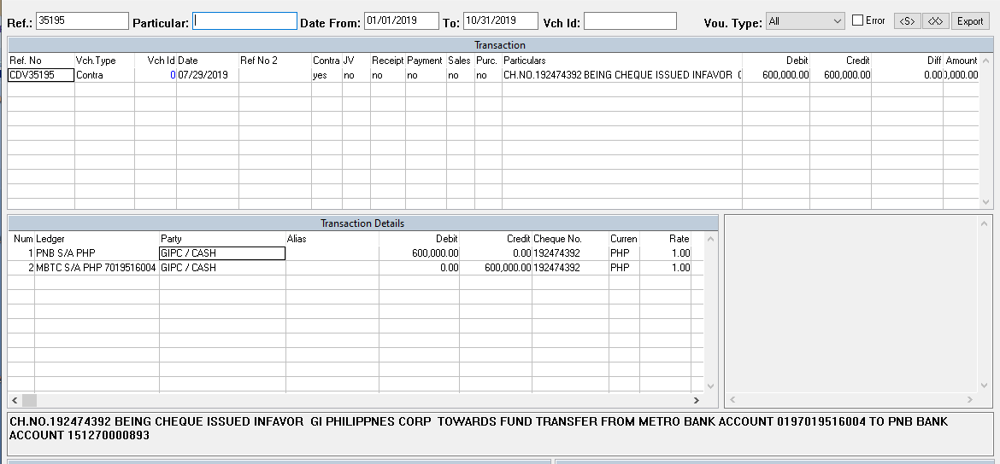 Ref.: 35195 Particular: Date From: 01/01/2019 To: 10/31/2019 Vch Id: Vou. Type: All Error <S> <X> Export
Transaction
Ref. No Vch.Type Vch Id Date Ref No 2 Contra JV Receipt Payment Sales Purc. Particulars Debit Credit Diff Amount
CDV35195 Contra 0 07/29/2019 yes no no no no no CH.NO.192474392 BEING CHEQUE ISSUED INFAVOR 600,000.00 600,000.00 0.00 0,000.00
Transaction Details
Num Ledger Party Alias Debit Credit Cheque No. Curren Rate
1 PNB S/A PHP GIPC / CASH 600,000.00 0.00 192474392 PHP 1.00
2 MBTC S/A PHP 7019516004 GIPC / CASH 0.00 600,000.00 192474392 PHP 1.00
CH.NO.192474392 BEING CHEQUE ISSUED INFAVOR GI PHILIPPNES CORP TOWARDS FUND TRANSFER FROM METRO BANK ACCOUNT 0197019516004 TO PNB BANK
ACCOUNT 151270000893